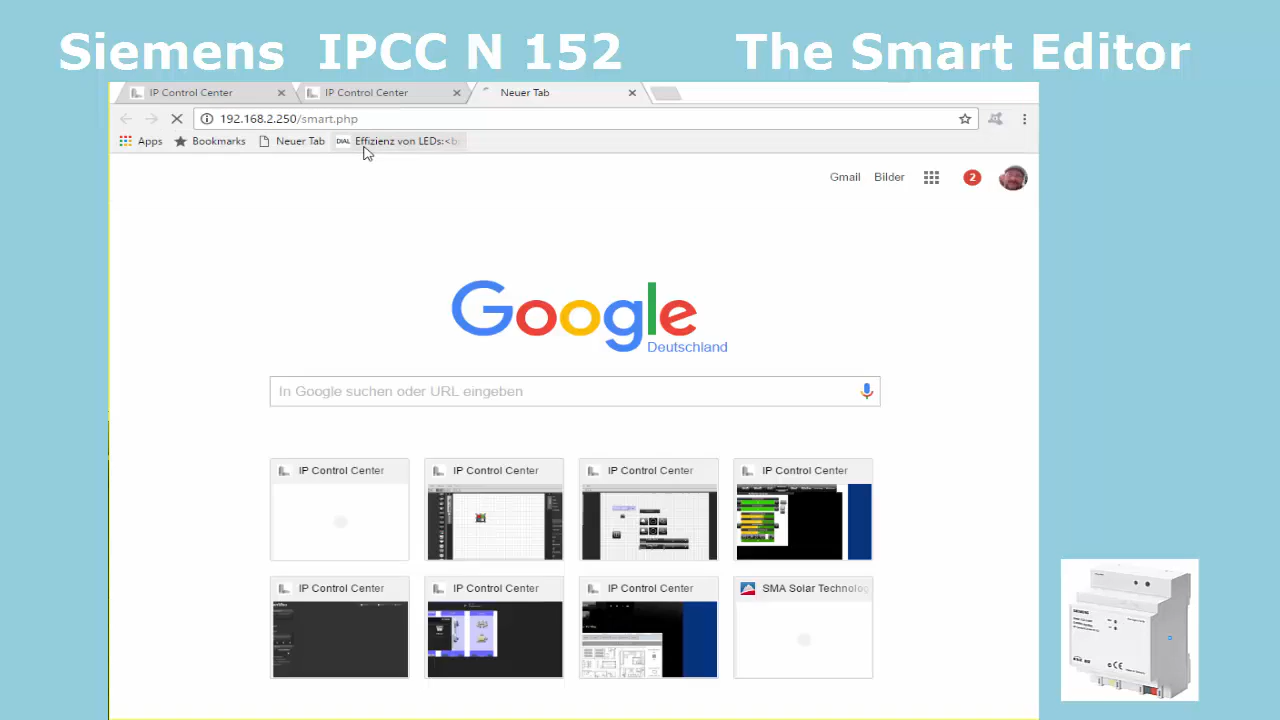 Siemens IPCC N 152 The Smart Editor
IP Control Center IP Control Center Neuer Tab
192.168.2.250/smart.php
Apps Bookmarks Neuer Tab DIAL Effizienz von LEDs:<b
Gmail Bilder 2
Google
Deutschland
In Google suchen oder URL eingeben
IP Control Center IP Control Center IP Control Center IP Control Center
IP Control Center IP Control Center IP Control Center SMA Solar Technolog
SIEMENS